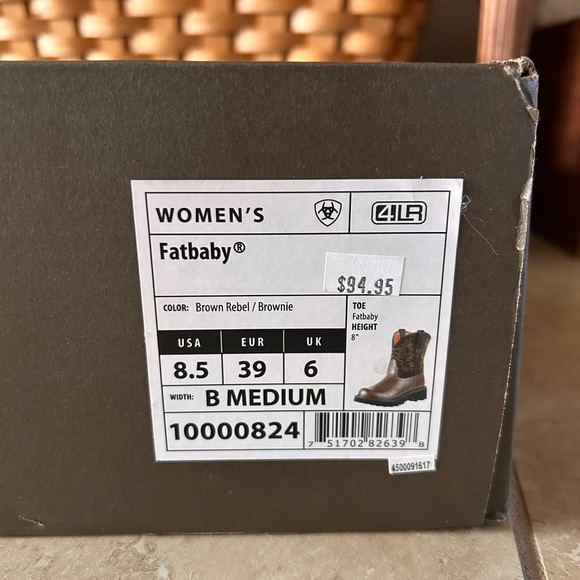 WOMEN'S
4LR
Fatbaby®
$94.95
COLOR: Brown Rebel / Brownie
TOE
Fatbaby
HEIGHT
8"
USA EUR UK
8.5 39 6
WIDTH: B MEDIUM
10000824
7 51702 82639 8
4500091617